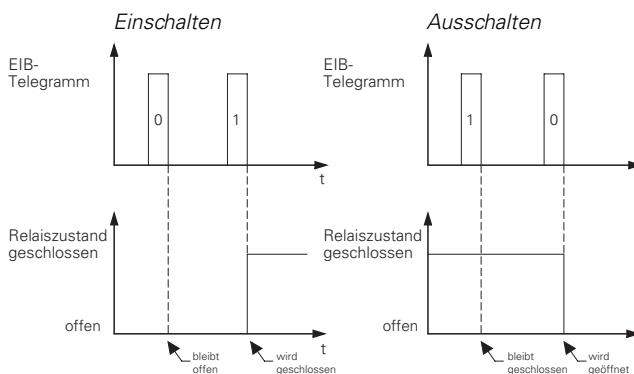 Einschalten
EIB-
Telegramm
0
1
t
Relaiszustand
geschlossen
offen
bleibt
offen
wird
geschlossen
t
Ausschalten
EIB-
Telegramm
1
0
Relaiszustand
geschlossen
offen
bleibt
geschlossen
wird
geöffnet